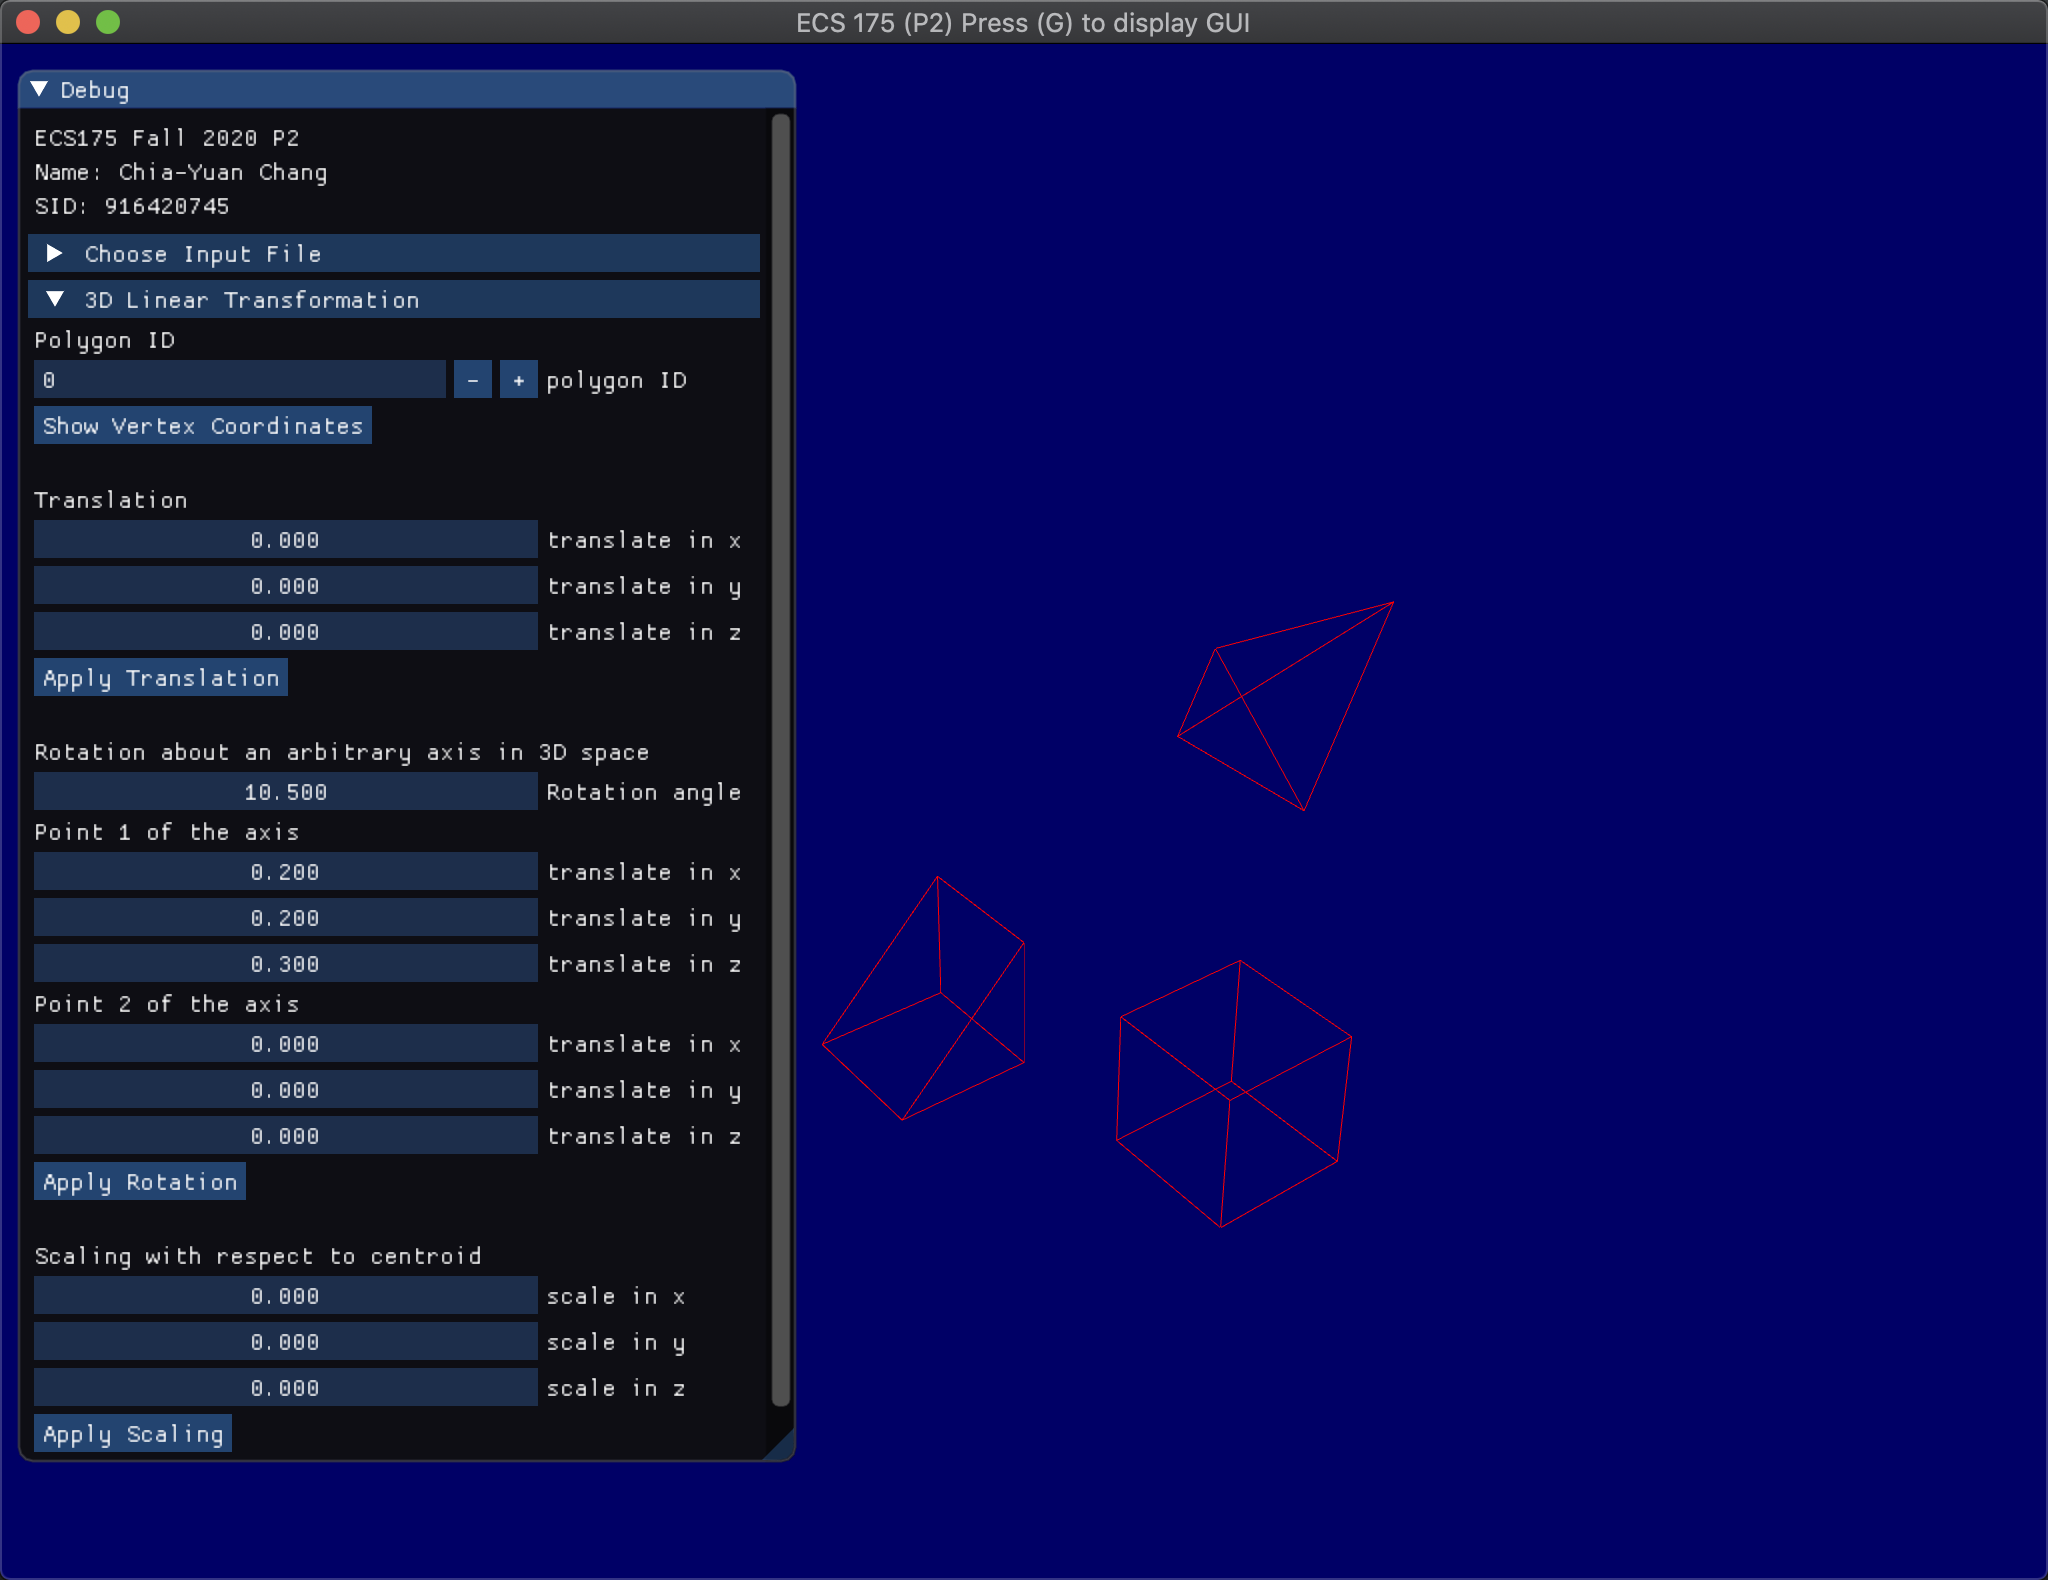 ECS 175 (P2) Press (G) to display GUI
Debug
ECS175 Fall 2020 P2
Name: Chia-Yuan Chang
SID: 916420745
Choose Input File
3D Linear Transformation
Polygon ID
0 - + polygon ID
Show Vertex Coordinates
Translation
0.000 translate in x
0.000 translate in y
0.000 translate in z
Apply Translation
Rotation about an arbitrary axis in 3D space
10.500 Rotation angle
Point 1 of the axis
0.200 translate in x
0.200 translate in y
0.300 translate in z
Point 2 of the axis
0.000 translate in x
0.000 translate in y
0.000 translate in z
Apply Rotation
Scaling with respect to centroid
0.000 scale in x
0.000 scale in y
0.000 scale in z
Apply Scaling